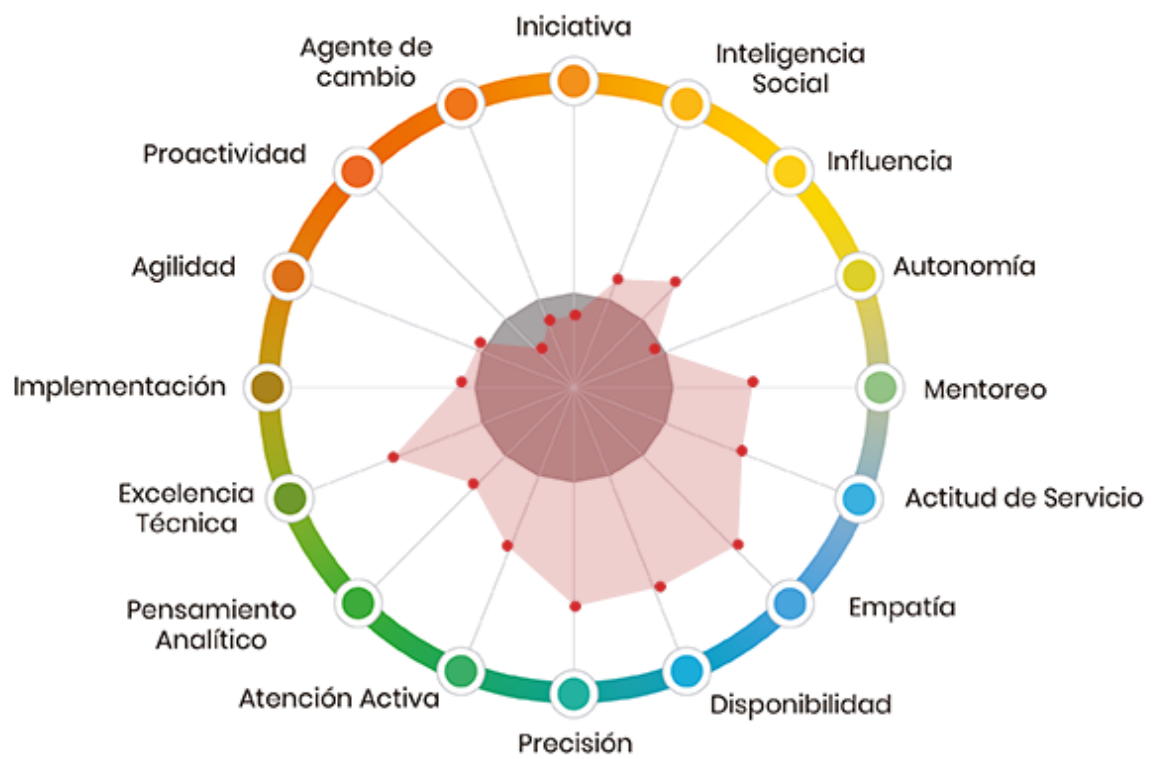 Iniciativa
Inteligencia
Social
Influencia
Autonomía
Mentoreo
Actitud de Servicio
Empatía
Disponibilidad
Precisión
Atención Activa
Pensamiento
Analítico
Excelencia
Técnica
Implementación
Agilidad
Proactividad
Agente de
cambio